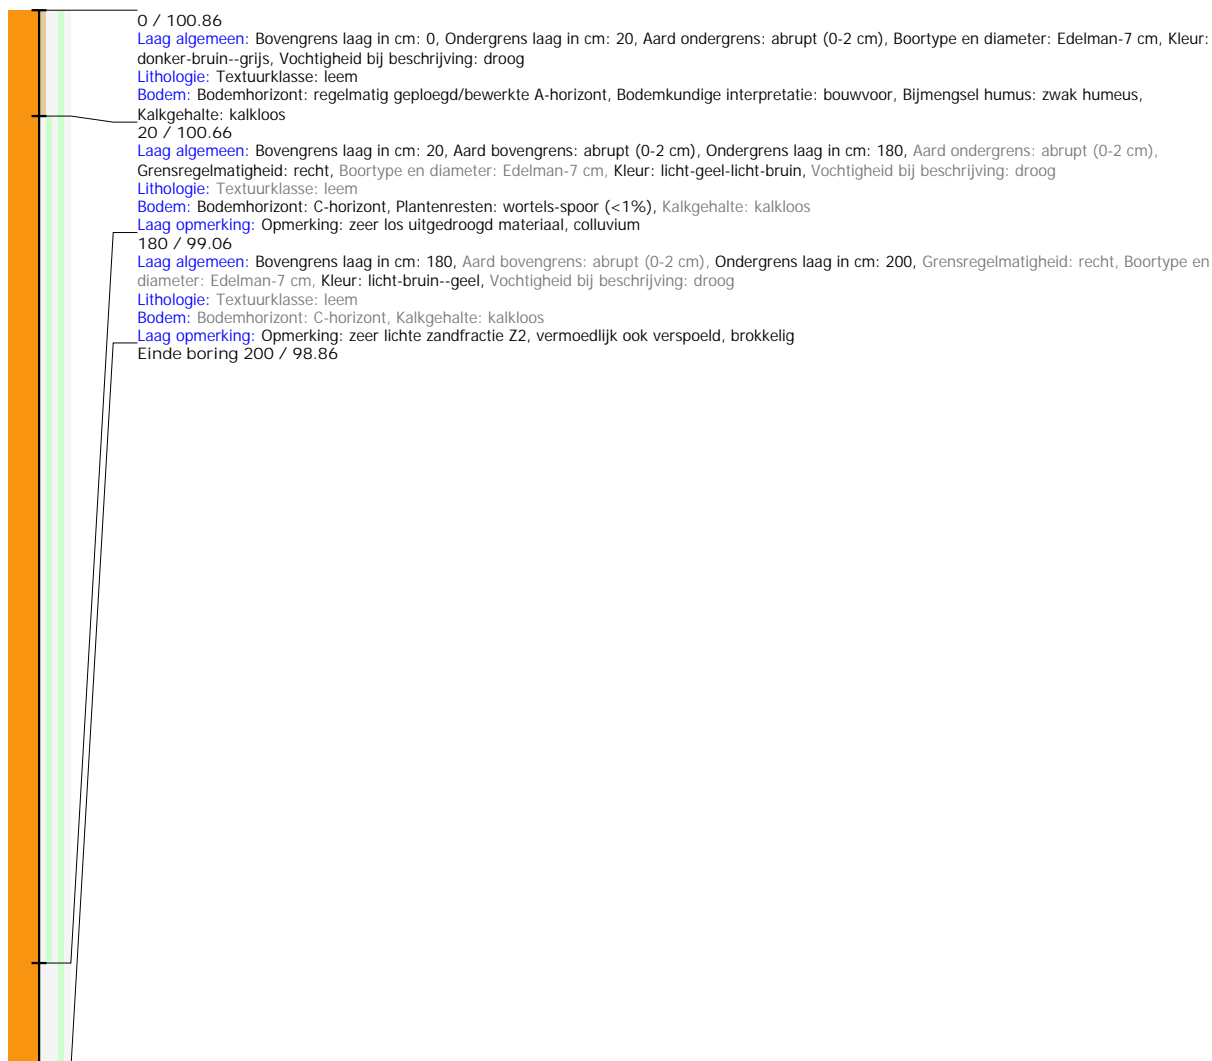 0 / 100.86
Laag algemeen: Bovengrens laag in cm: 0, Ondergrens laag in cm: 20, Aard ondergrens: abrupt (0-2 cm), Boortype en diameter: Edelman-7 cm, Kleur:
donker-bruin--grijs, Vochtigheid bij beschrijving: droog
Lithologie: Textuurklasse: leem
Bodem: Bodemhorizont: regelmatig geploegd/bewerkte A-horizont, Bodemkundige interpretatie: bouwvoor, Bijmengsel humus: zwak humeus,
Kalkgehalte: kalkloos
20 / 100.66
Laag algemeen: Bovengrens laag in cm: 20, Aard bovengrens: abrupt (0-2 cm), Ondergrens laag in cm: 180, Aard ondergrens: abrupt (0-2 cm),
Grensregelmatigheid: recht, Boortype en diameter: Edelman-7 cm, Kleur: licht-geel-licht-bruin, Vochtigheid bij beschrijving: droog
Lithologie: Textuurklasse: leem
Bodem: Bodemhorizont: C-horizont, Plantenresten: wortels-spoor (<1%), Kalkgehalte: kalkloos
Laag opmerking: Opmerking: zeer los uitgedroogd materiaal, colluvium
180 / 99.06
Laag algemeen: Bovengrens laag in cm: 180, Aard bovengrens: abrupt (0-2 cm), Ondergrens laag in cm: 200, Grensregelmatigheid: recht, Boortype en
diameter: Edelman-7 cm, Kleur: licht-bruin--geel, Vochtigheid bij beschrijving: droog
Lithologie: Textuurklasse: leem
Bodem: Bodemhorizont: C-horizont, Kalkgehalte: kalkloos
Laag opmerking: Opmerking: zeer lichte zandfractie Z2, vermoedlijk ook verspoeld, brokkelig
Einde boring 200 / 98.86